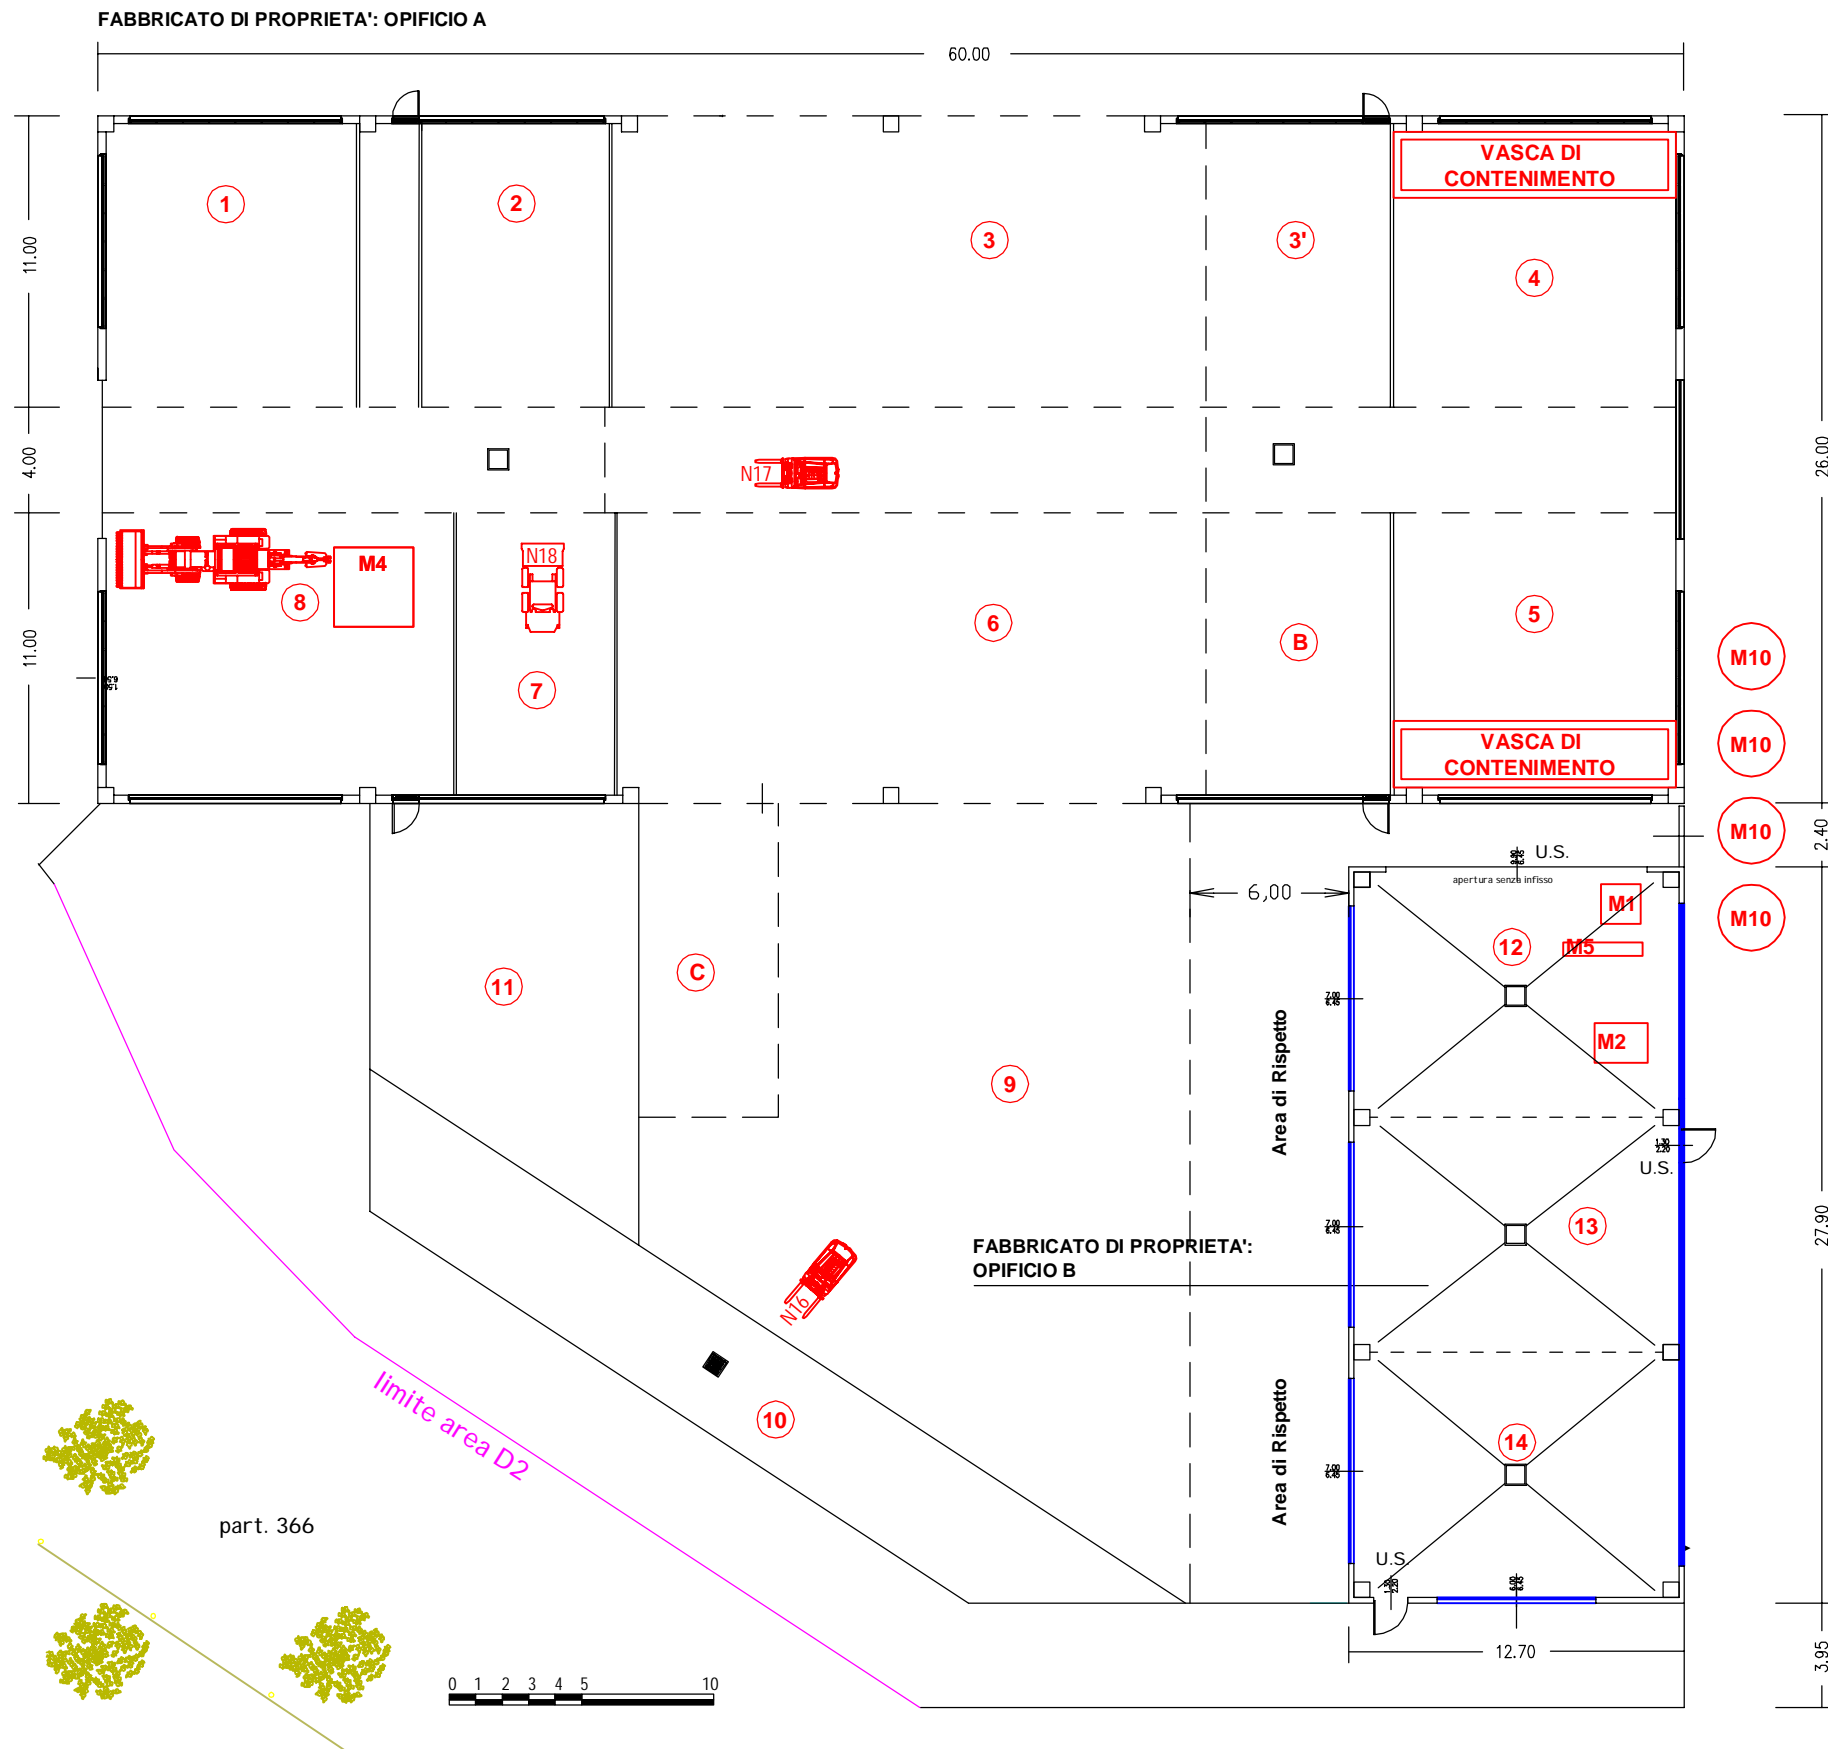 FABBRICATO DI PROPRIETA': OPIFICIO A
60.00
VASCA DI
CONTENIMENTO
1
2
3
3'
4
11.00
4.00
26.00
N17
N18
M4
8
7
6
B
5
11.00
M10
M10
M10
M10
VASCA DI
CONTENIMENTO
2.40
U.S.
apertura senza infisso
6,00
M1
M5
12
M2
11
C
9
Area di Rispetto
U.S.
13
27.90
FABBRICATO DI PROPRIETA':
OPIFICIO B
N16
limite area D2
10
Area di Rispetto
14
U.S.
part. 366
12.70
3.95
0 1 2 3 4 5 10